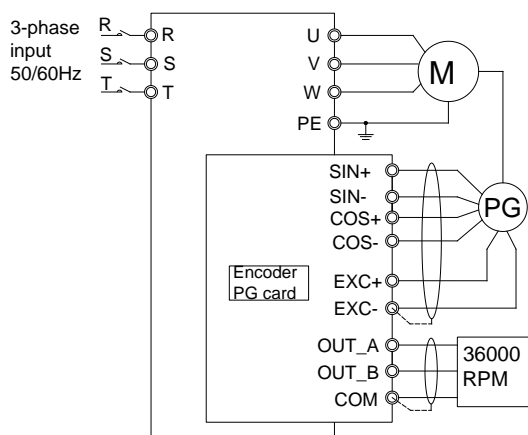 3-phase
input
50/60Hz
R
S
T
R
S
T
U
V
W
PE
M
SIN+
SIN-
COS+
COS-
EXC+
EXC-
PG
Encoder
PG card
OUT_A
OUT_B
COM
36000
RPM